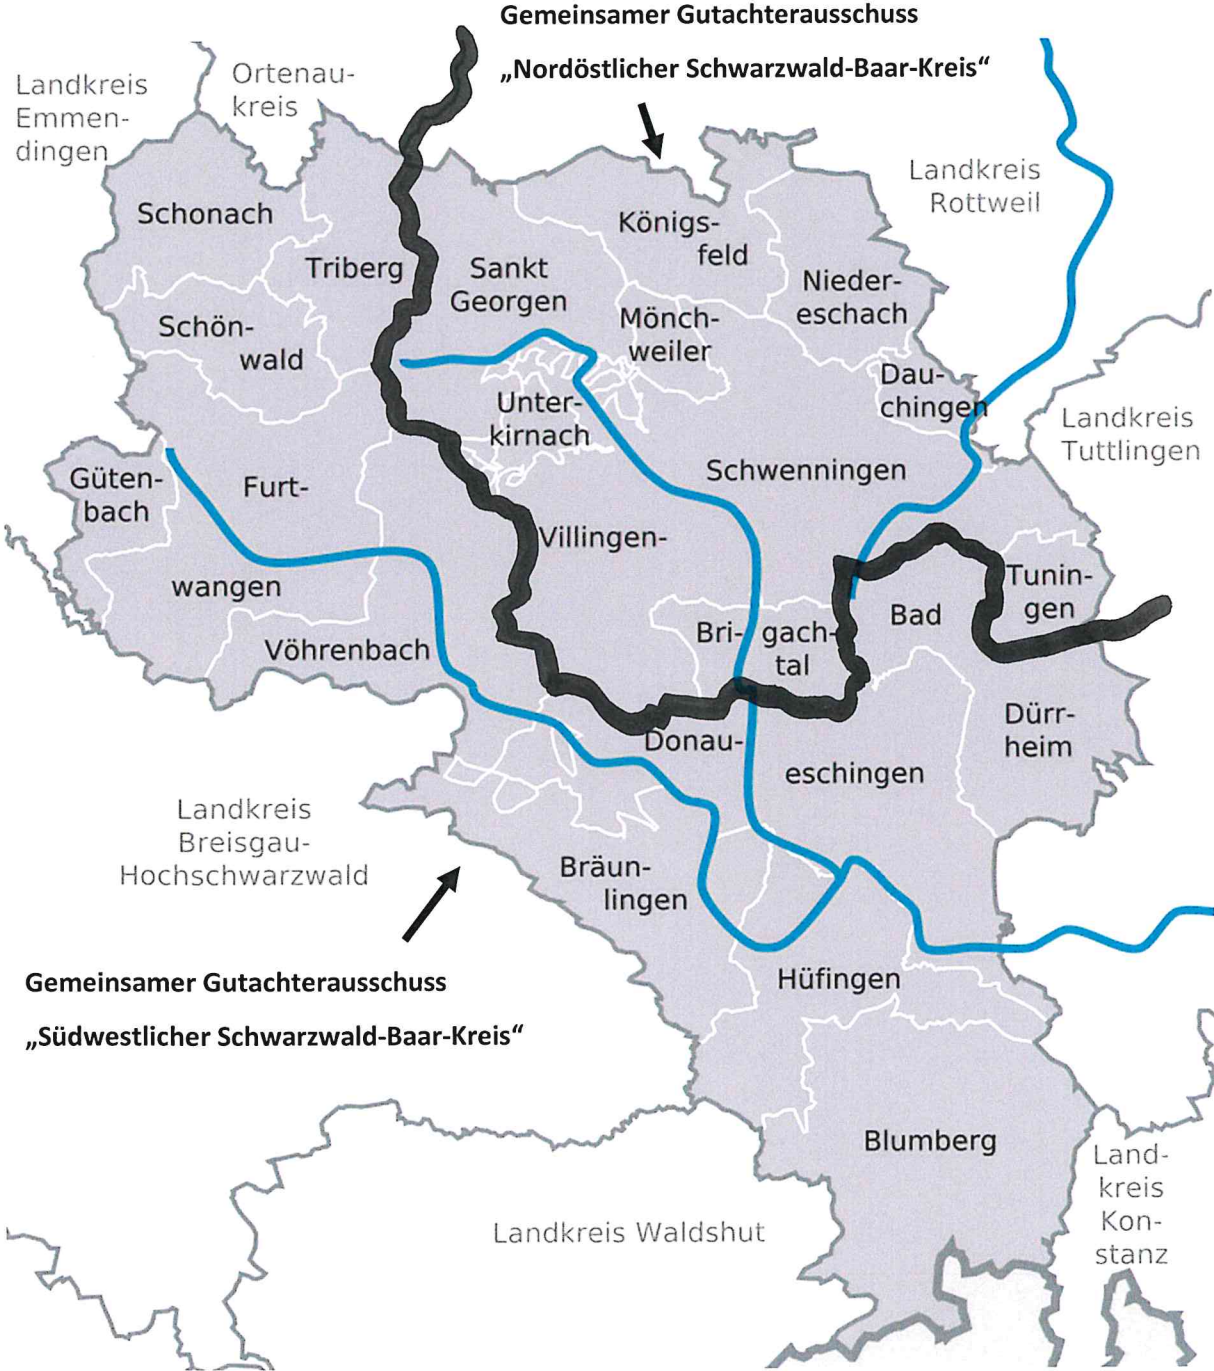 Gemeinsamer Gutachterausschuss
„Nordöstlicher Schwarzwald-Baar-Kreis“
Landkreis
Emmen-
dingen
Ortenau-
kreis
Landkreis
Rottweil
Schonach
Triberg
Sankt
Georgen
Königs-
feld
Nieder-
eschach
Schön-
wald
Mönch-
weiler
Dau-
chingen
Unter-
kirnach
Landkreis
Tuttlingen
Güten-
bach
Furt-
wangen
Schwenningen
Villingen-
Tunin-
gen
Bri-
gach-
tal
Bad
Dürr-
heim
Vöhrenbach
Donau-
eschingen
Landkreis
Breisgau-
Hochschwarzwald
Bräun-
lingen
Gemeinsamer Gutachterausschuss
„Südwestlicher Schwarzwald-Baar-Kreis“
Hüfingen
Blumberg
Land-
kreis
Kon-
stanz
Landkreis Waldshut